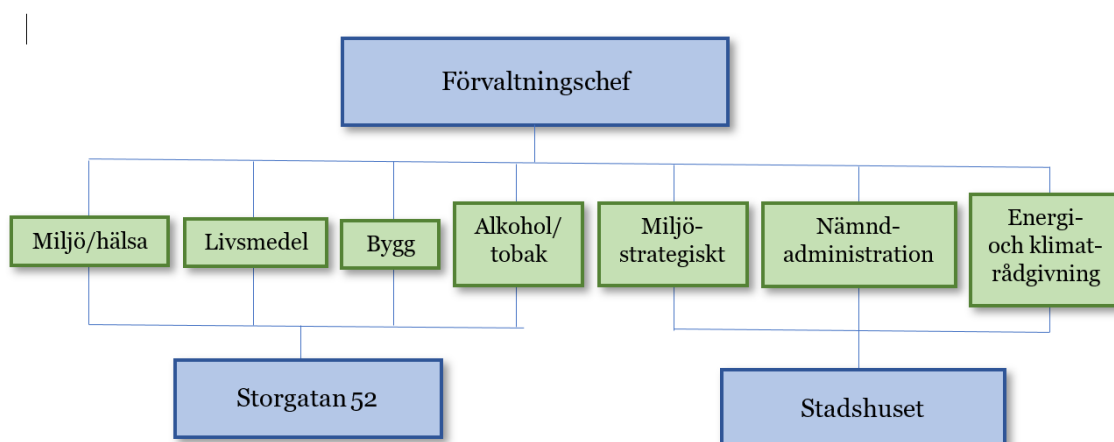 Förvaltningschef
Miljö/hälsa
Livsmedel
Bygg
Alkohol/
tobak
Miljö-
strategiskt
Nämnd-
administration
Energi-
och klimat-
rådgivning
Storgatan 52
Stadshuset